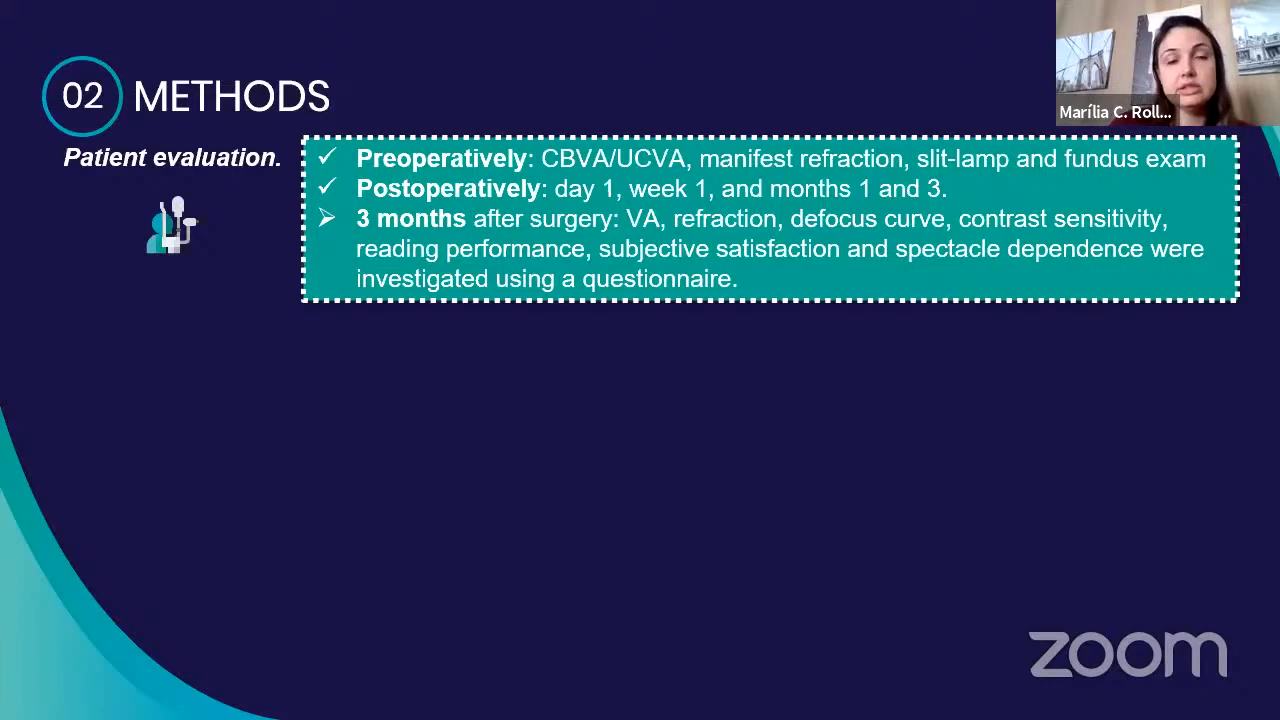 02 METHODS
Marília C. Roll...
Patient evaluation.
✓ Preoperatively: CBVA/UCVA, manifest refraction, slit-lamp and fundus exam
✓ Postoperatively: day 1, week 1, and months 1 and 3.
➢ 3 months after surgery: VA, refraction, defocus curve, contrast sensitivity,
reading performance, subjective satisfaction and spectacle dependence were
investigated using a questionnaire.
zoom